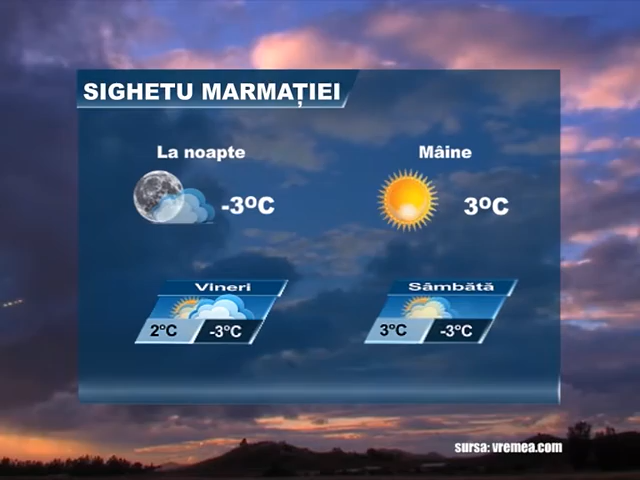 SIGHETU MARMAȚIEI
La noapte
Mâine
-3ºC
3ºC
Vineri
Sâmbătă
2ºC
-3ºC
3ºC
-3ºC
sursa: vremea.com